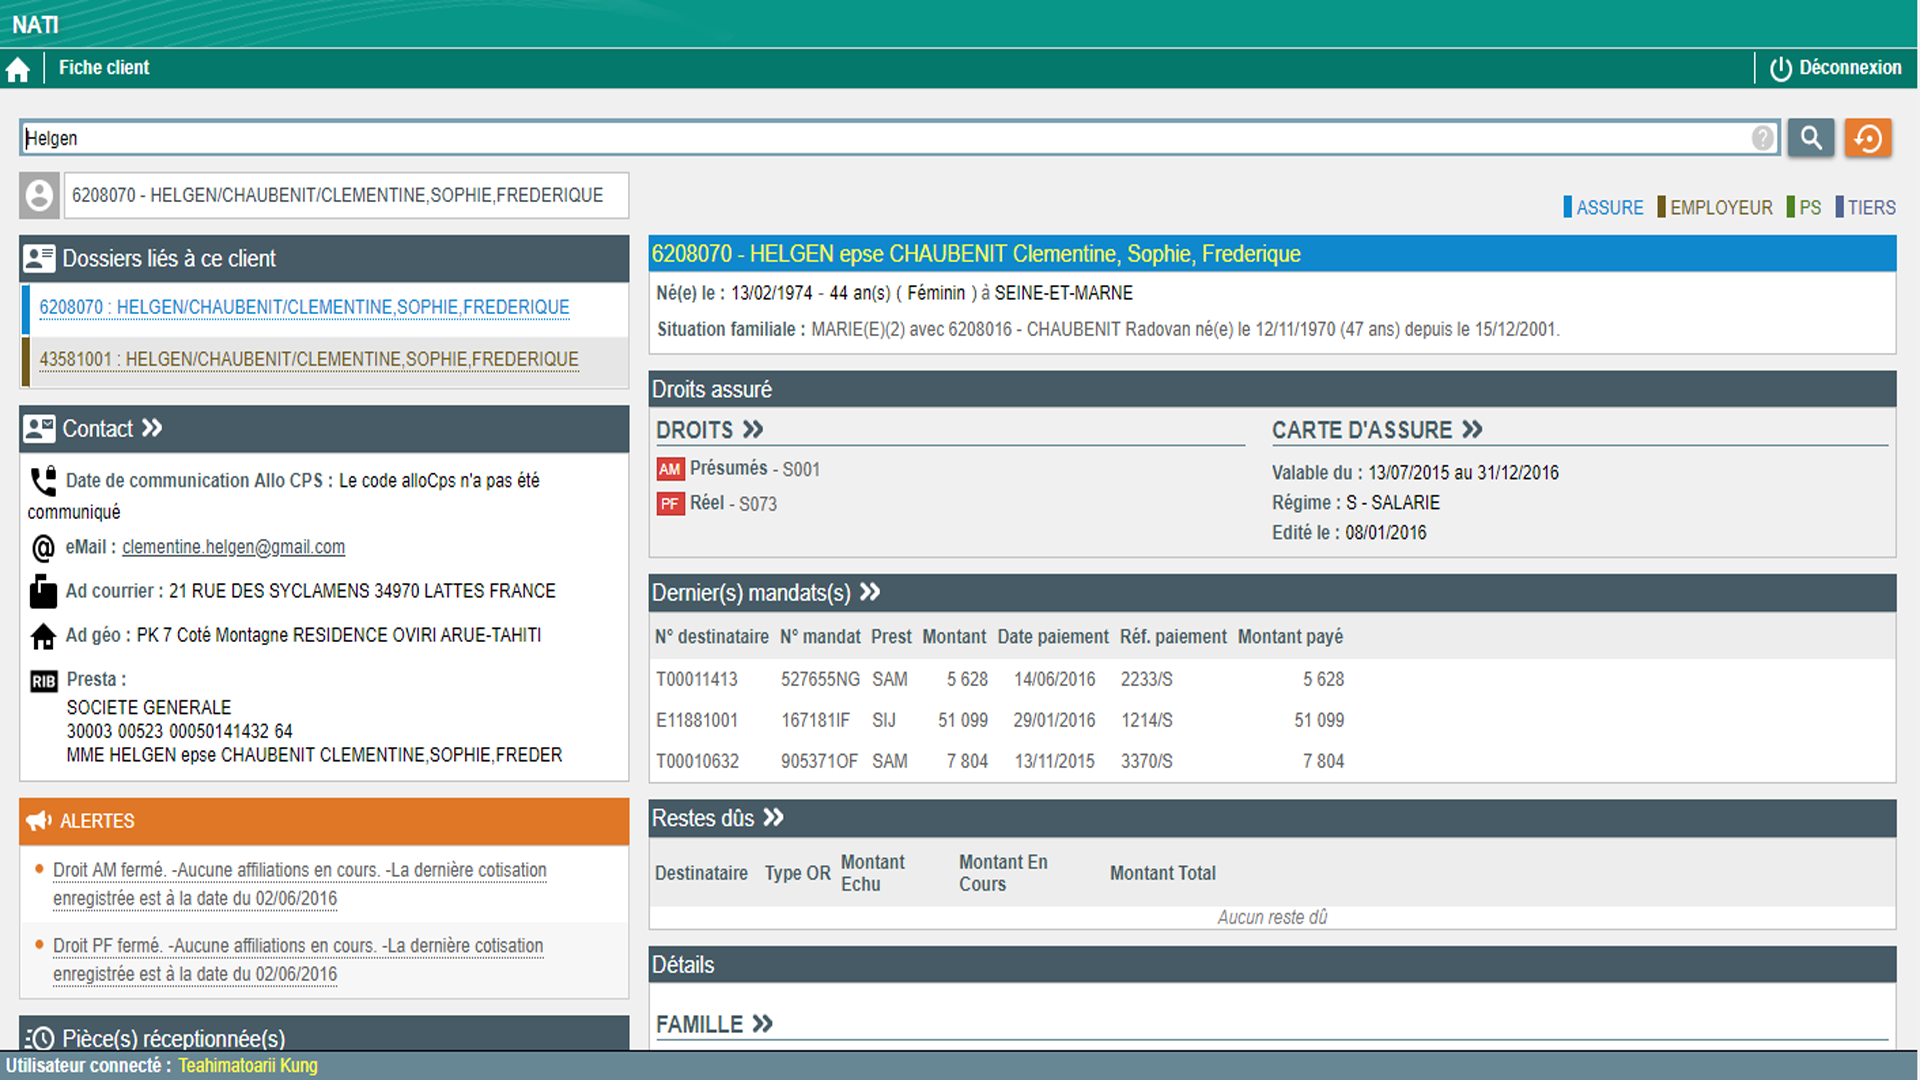 NATI
Fiche client
Déconnexion
Helgen
?
6208070 - HELGEN/CHAUBENIT/CLEMENTINE,SOPHIE,FREDERIQUE
ASSURE EMPLOYEUR PS TIERS
Dossiers liés à ce client
6208070 : HELGEN/CHAUBENIT/CLEMENTINE,SOPHIE,FREDERIQUE
43581001 : HELGEN/CHAUBENIT/CLEMENTINE,SOPHIE,FREDERIQUE
Contact
Date de communication Allo CPS : Le code alloCps n'a pas été
communiqué
@ eMail : clementine.helgen@gmail.com
Ad courrier : 21 RUE DES SYCLAMENS 34970 LATTES FRANCE
Ad géo : PK 7 Coté Montagne RESIDENCE OVIRI ARUE-TAHITI
RIB Presta :
SOCIETE GENERALE
30003 00523 00050141432 64
MME HELGEN epse CHAUBENIT CLEMENTINE,SOPHIE,FREDER
ALERTES
Droit AM fermé. -Aucune affiliations en cours. -La dernière cotisation
enregistrée est à la date du 02/06/2016
Droit PF fermé. -Aucune affiliations en cours. -La dernière cotisation
enregistrée est à la date du 02/06/2016
Pièce(s) réceptionnée(s)
6208070 - HELGEN epse CHAUBENIT Clementine, Sophie, Frederique
Né(e) le : 13/02/1974 - 44 an(s) ( Féminin ) à SEINE-ET-MARNE
Situation familiale : MARIE(E)(2) avec 6208016 - CHAUBENIT Radovan né(e) le 12/11/1970 (47 ans) depuis le 15/12/2001.
Droits assuré
DROITS
AM Présumés - S001
PF Réel - S073
CARTE D'ASSURE
Valable du : 13/07/2015 au 31/12/2016
Régime : S - SALARIE
Edité le : 08/01/2016
Dernier(s) mandats(s)
N° destinataire N° mandat Prest Montant Date paiement Réf. paiement Montant payé
T00011413 527655NG SAM 5 628 14/06/2016 2233/S 5 628
E11881001 167181IF SIJ 51 099 29/01/2016 1214/S 51 099
T00010632 905371OF SAM 7 804 13/11/2015 3370/S 7 804
Restes dûs
Destinataire Type OR Montant Echu Montant En Cours Montant Total
Aucun reste dû
Détails
FAMILLE
Utilisateur connecté : Teahimatoarii Kung